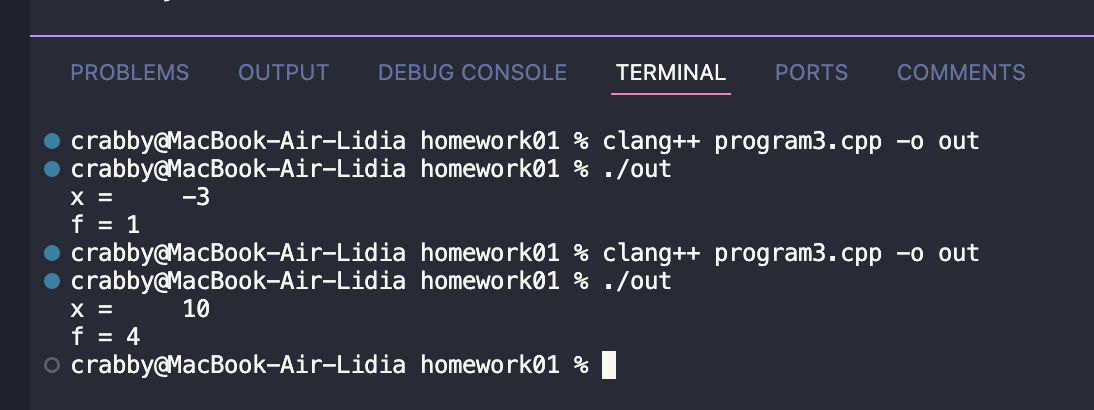 PROBLEMS OUTPUT DEBUG CONSOLE TERMINAL PORTS COMMENTS
crabby@MacBook-Air-Lidia homework01 % clang++ program3.cpp -o out
crabby@MacBook-Air-Lidia homework01 % ./out
x =     -3
f = 1
crabby@MacBook-Air-Lidia homework01 % clang++ program3.cpp -o out
crabby@MacBook-Air-Lidia homework01 % ./out
x =     10
f = 4
crabby@MacBook-Air-Lidia homework01 %